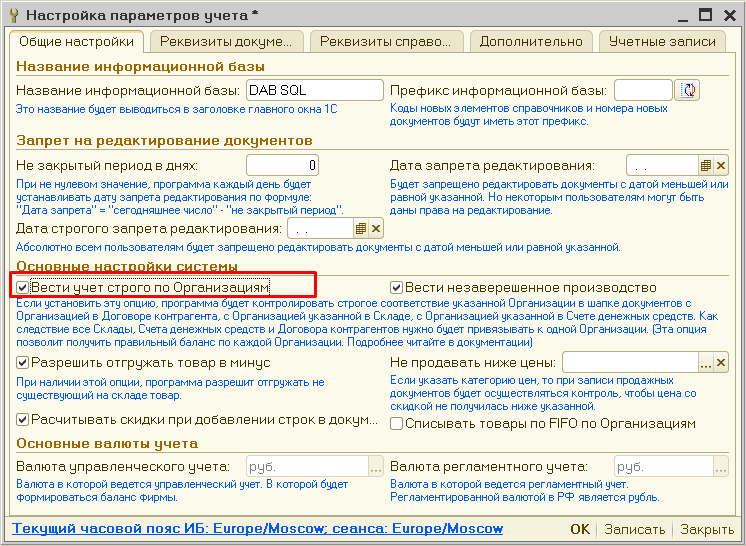 Настройка параметров учета *
Общие настройки
Реквизиты докуме...
Реквизиты справо...
Дополнительно
Учетные записи
Название информационной базы
Название информационной базы: DAB SQL
Префикс информационной базы:
Это название будет выводиться в заголовке главного окна 1С
Коды новых элементов справочников и номера новых
документов будут иметь этот префикс.
Запрет на редактирование документов
Не закрытый период в днях: 0
Дата запрета редактирования: . .
При не нулевом значение, программа каждый день будет
устанавливать дату запрета редактирования по формуле:
"Дата запрета" = "сегодняшнее число" - "не закрытый период".
Будет запрещено редактировать документы с датой меньшей или
равной указанной. Но некоторым пользователям могут быть
даны права на редактирование.
Дата строгого запрета редактирования: . .
Абсолютно всем пользователям будет запрещено редактировать документы с датой меньшей или равной указанной.
Основные настройки системы
Вести учет строго по Организациям
Вести незаверешенное производство
Если установить эту опцию, программа будет контролировать строгое соответствие указанной Организации в шапке документов с
Организацией в Договоре контрагента, с Организацией указанной в Складе, с Организацией указанной в Счете денежных средств. Как
следствие все Склады, Счета денежных средств и Договора контрагентов нужно будет привязывать к одной Организации. (Эта опция
позволит получить правильный баланс по каждой Организации. Подробнее читайте в документации)
Разрешить отгружать товар в минус
Не продавать ниже цены:
...
При наличии этой опции, программа разрешит отгружать не
существующий на складе товар.
Если указать категорию цен, то при записи продажных
документов будет осуществляться контроль, чтобы цена со
скидкой не получилась ниже указанной.
Расчитывать скидки при добавлении строк в докум...
Списывать товары по FIFO по Организациям
Основные валюты учета
Валюта управленческого учета: руб. ...
Валюта регламентного учета: руб. ...
Валюта в которой ведется управленческий учет. В которой будет
формироваться баланс фирмы.
Валюта в которой ведется регламентный учет.
Регламентированной валютой в РФ является рубль.
Текущий часовой пояс ИБ: Europe/Moscow; сеанса: Europe/Moscow
OK
Записать
Закрыть